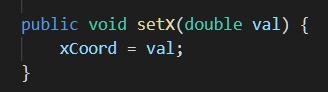 public void setX(double val) {
    xCoord = val;
}